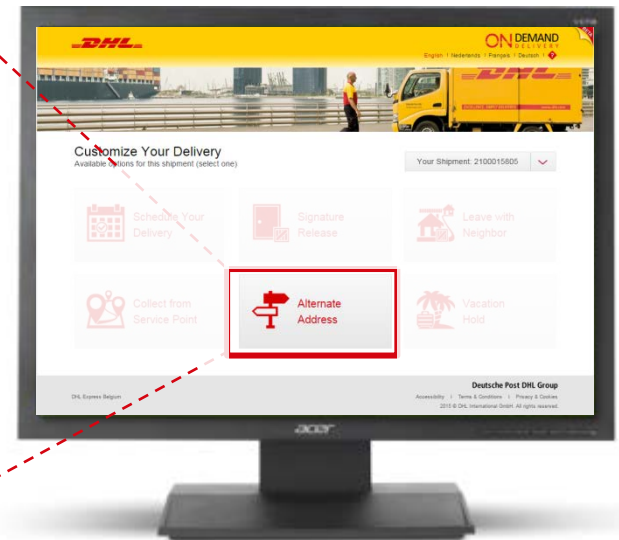 DHL
ON DEMAND
DELIVERY
English | Nederlands | Français | Deutsch | ?
DHL
Customize Your Delivery
Available options for this shipment (select one)
Your Shipment: 2100015805
Schedule Your
Delivery
Signature
Release
Leave with
Neighbor
Collect from
Service Point
Alternate
Address
Vacation
Hold
Deutsche Post DHL Group
DHL Express Belgium
Accessibility | Terms & Conditions | Privacy & Cookies
2015 © DHL International GmbH. All rights reserved.
acer